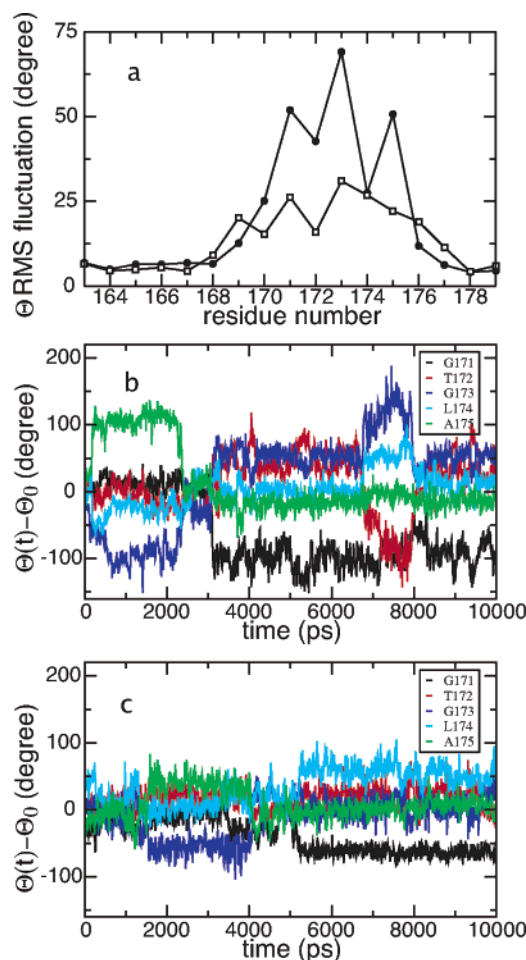 75
a
50
25
0
Θ RMS fluctuation (degree)
164 166 168 170 172 174 176 178
residue number
200
b
G171
T172
G173
L174
A175
100
0
-100
Θ(t)−Θ0 (degree)
0 2000 4000 6000 8000 10000
time (ps)
200
c
G171
T172
G173
L174
A175
100
0
-100
Θ(t)−Θ0 (degree)
0 2000 4000 6000 8000 10000
time (ps)